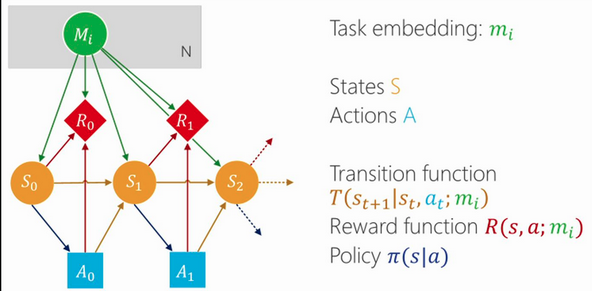 M_i
N
R_0
R_1
S_0
S_1
S_2
A_0
A_1
Task embedding: m_i
States S
Actions A
Transition function
T(s_{t+1}|s_t, a_t; m_i)
Reward function R(s, a; m_i)
Policy π(s|a)